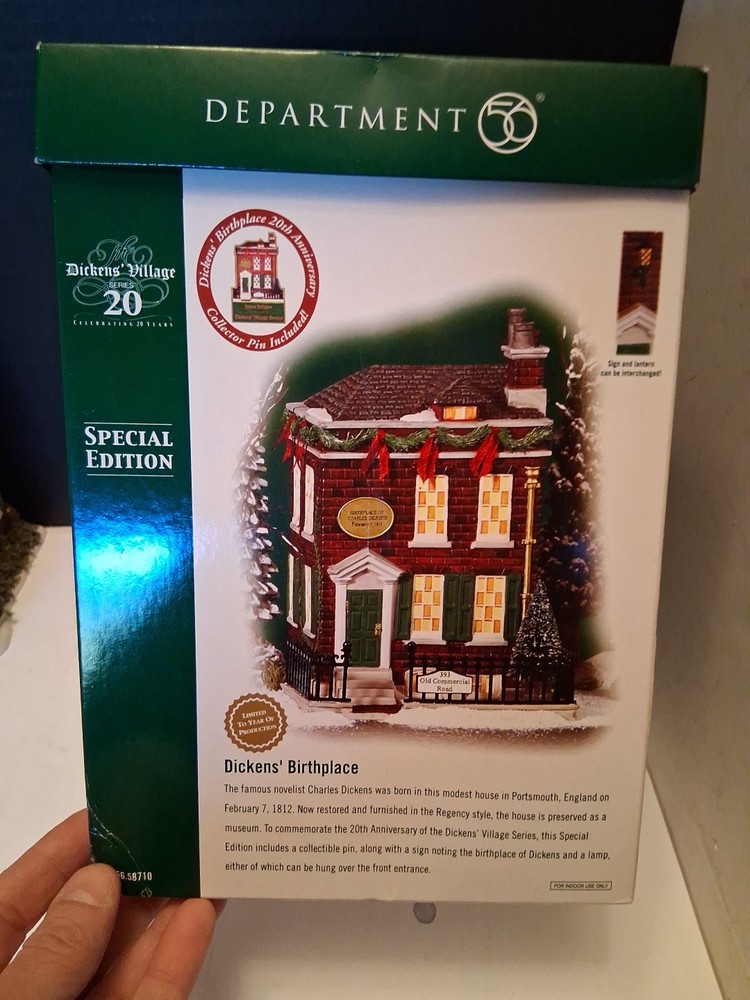 DEPARTMENT 56®
Dickens' Birthplace 20th Anniversary
Collector Pin Included!
The
Dickens' Village
SERIES
20
CELEBRATING 20 YEARS
Sign and lantern
can be interchanged!
SPECIAL
EDITION
BIRTHPLACE OF
CHARLES DICKENS
393
Old Commercial
Road
LIMITED
TO YEAR OF
PRODUCTION
Dickens' Birthplace
The famous novelist Charles Dickens was born in this modest house in Portsmouth, England on
February 7, 1812. Now restored and furnished in the Regency style, the house is preserved as a
museum. To commemorate the 20th Anniversary of the Dickens' Village Series, this Special
Edition includes a collectible pin, along with a sign noting the birthplace of Dickens and a lamp,
either of which can be hung over the front entrance.
6.58710
FOR INDOOR USE ONLY